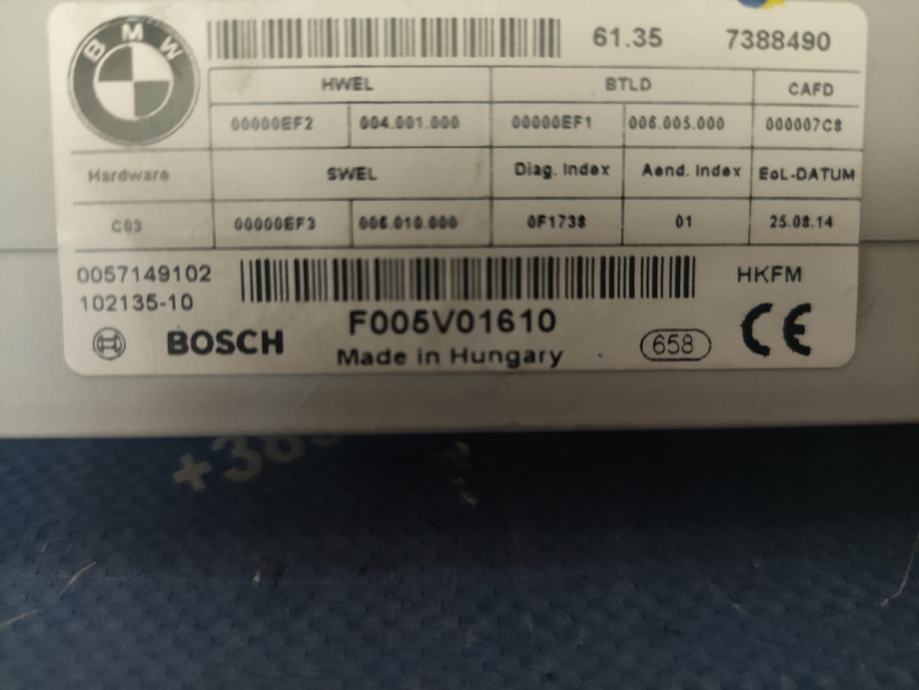 BMW
61.35 7388490
HWEL BTLD CAFD
00000EF2 004.001.000 00000EF1 006.005.000 000007C8
Hardware SWEL Diag. Index Aend. Index EoL-DATUM
C03 00000EF3 006.010.000 0F1738 01 25.08.14
0057149102 HKFM
102135-10
BOSCH F005V01610 658 CE
Made in Hungary